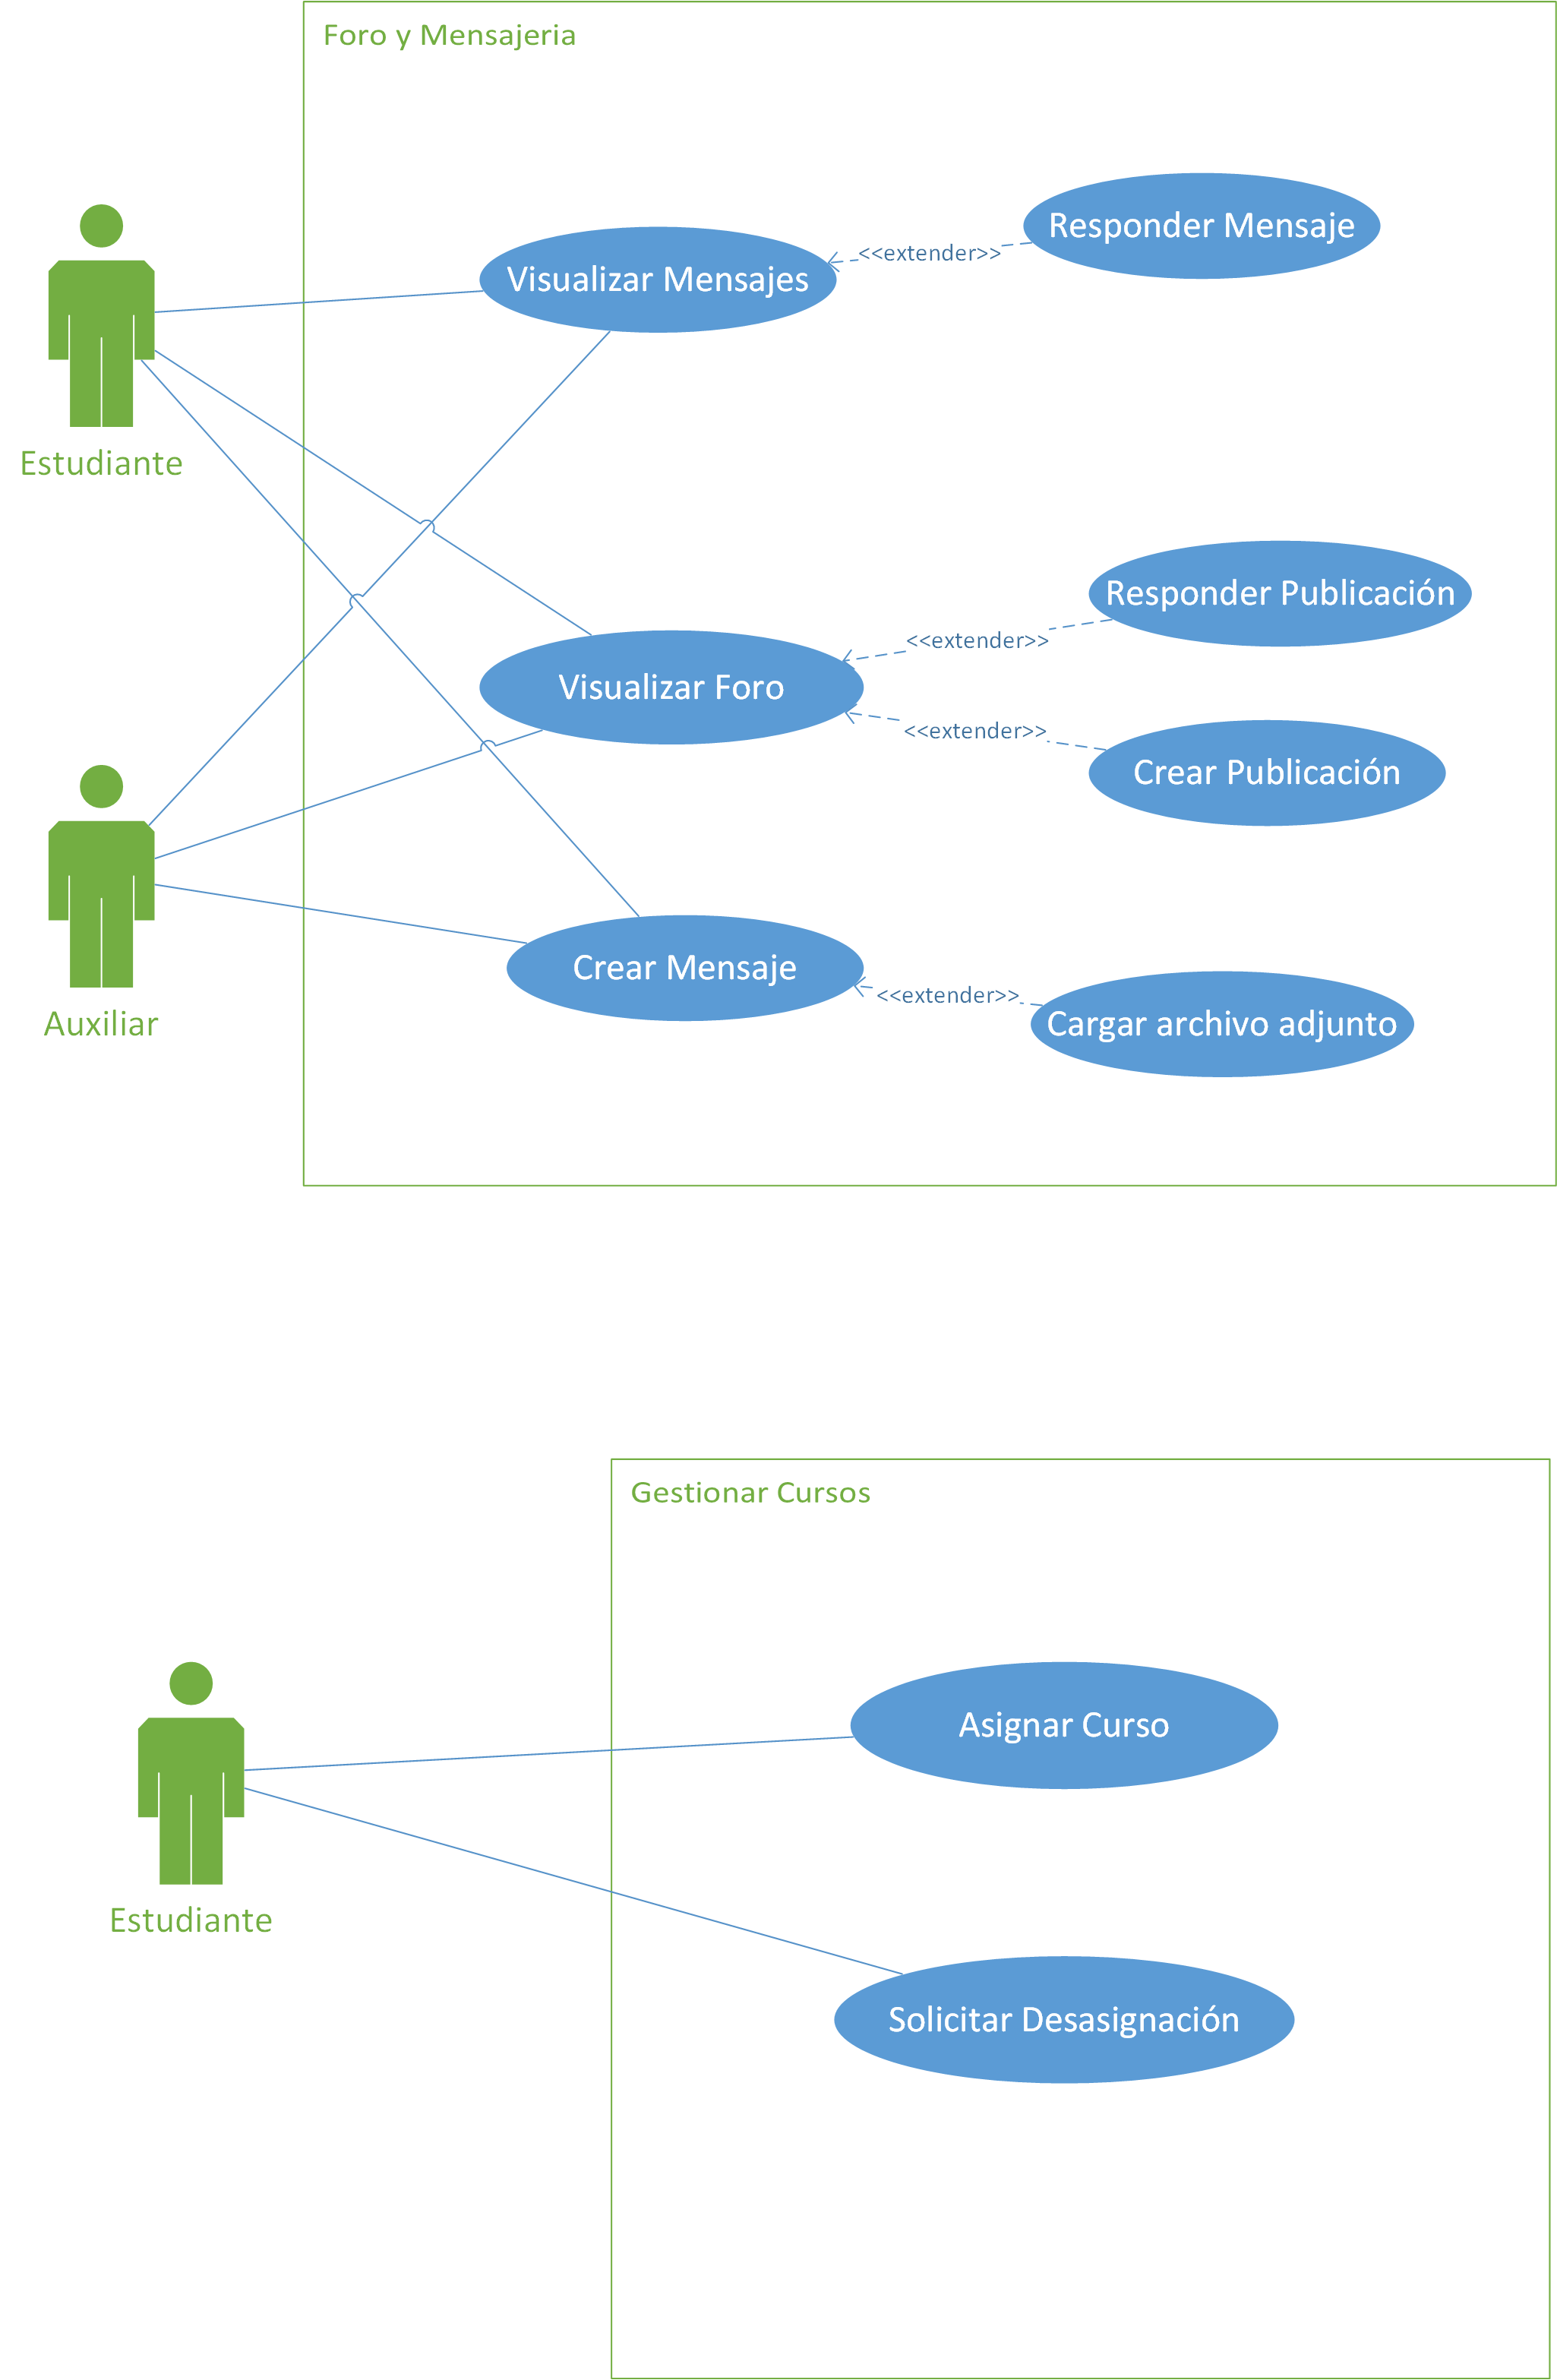 Foro y Mensajeria
Responder Mensaje
<<extender>>
Visualizar Mensajes
Estudiante
Responder Publicación
<<extender>>
Visualizar Foro
<<extender>>
Crear Publicación
Crear Mensaje
<<extender>>
Cargar archivo adjunto
Auxiliar
Gestionar Cursos
Asignar Curso
Estudiante
Solicitar Desasignación